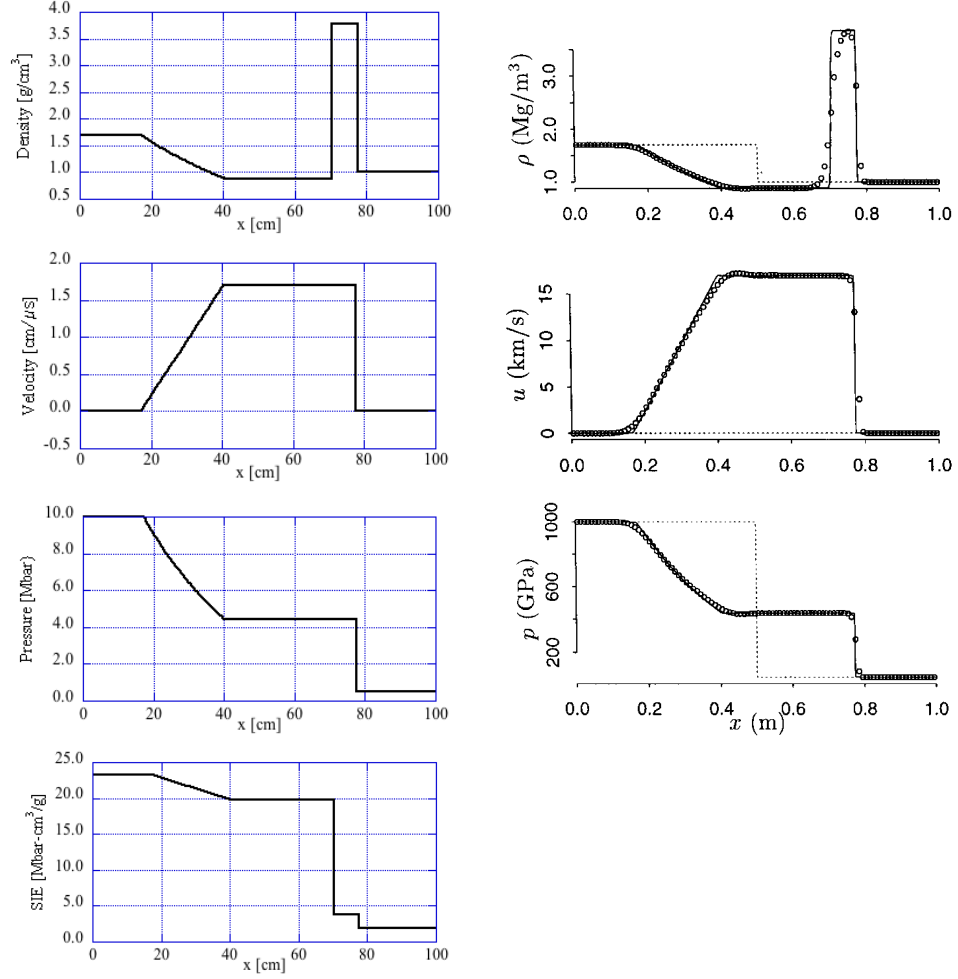 4.0
3.5
3.0
2.5
2.0
1.5
1.0
0.5
Density [g/cm³]
0 20 40 60 80 100
x [cm]
2.0
1.5
1.0
0.5
0.0
-0.5
Velocity [cm/μs]
0 20 40 60 80 100
x [cm]
10.0
8.0
6.0
4.0
2.0
0.0
Pressure [Mbar}
0 20 40 60 80 100
x [cm]
25.0
20.0
15.0
10.0
5.0
0.0
SIE [Mbar-cm³/g]
0 20 40 60 80 100
x [cm]
3.0
2.0
1.0
ρ (Mg/m³)
0.0 0.2 0.4 0.6 0.8 1.0
15
10
5
0
u (km/s)
0.0 0.2 0.4 0.6 0.8 1.0
1000
600
200
p (GPa)
0.0 0.2 0.4 0.6 0.8 1.0
x (m)